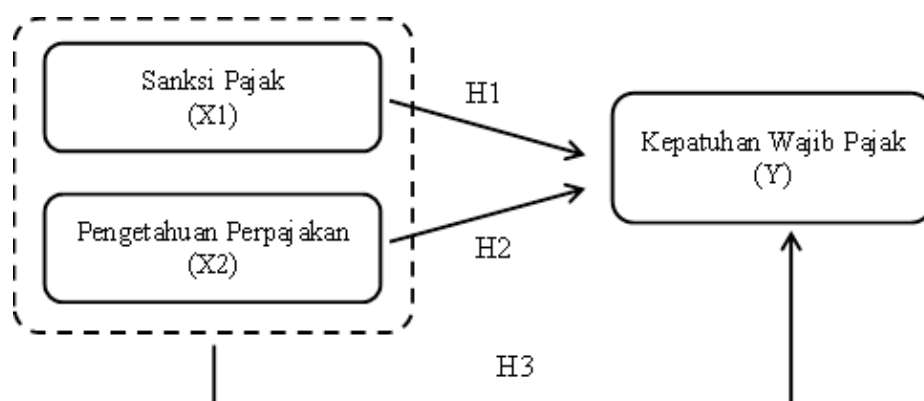 Sanksi Pajak
(X1)
H1
Kepatuhan Wajib Pajak
(Y)
Pengetahuan Perpajakan
(X2)
H2
H3